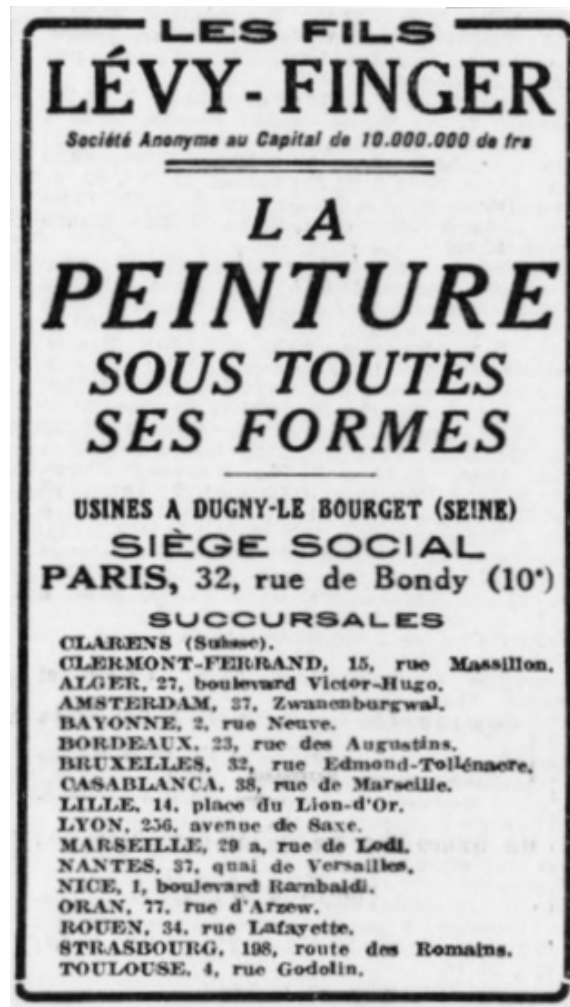 LES FILS
LÉVY-FINGER
Société Anonyme au Capital de 10.000.000 de frs
LA
PEINTURE
SOUS TOUTES
SES FORMES
USINES A DUGNY-LE BOURGET (SEINE)
SIÈGE SOCIAL
PARIS, 32, rue de Bondy (10ᵉ)
SUCCURSALES
CLARENS (Suisse).
CLERMONT-FERRAND, 15, rue Massillon.
ALGER, 27, boulevard Victor-Hugo.
AMSTERDAM, 37, Zwanenburgwal.
BAYONNE, 2, rue Neuve.
BORDEAUX, 23, rue des Augustins.
BRUXELLES, 32, rue Edmond-Tollénaere.
CASABLANCA, 38, rue de Marseille.
LILLE, 14, place du Lion-d'Or.
LYON, 256, avenue de Saxe.
MARSEILLE, 29 a, rue de Lodi.
NANTES, 37, quai de Versailles.
NICE, 1, boulevard Rambaldi.
ORAN, 77, rue d'Arzew.
ROUEN, 34, rue Lafayette.
STRASBOURG, 198, route des Romains.
TOULOUSE, 4, rue Godolin.